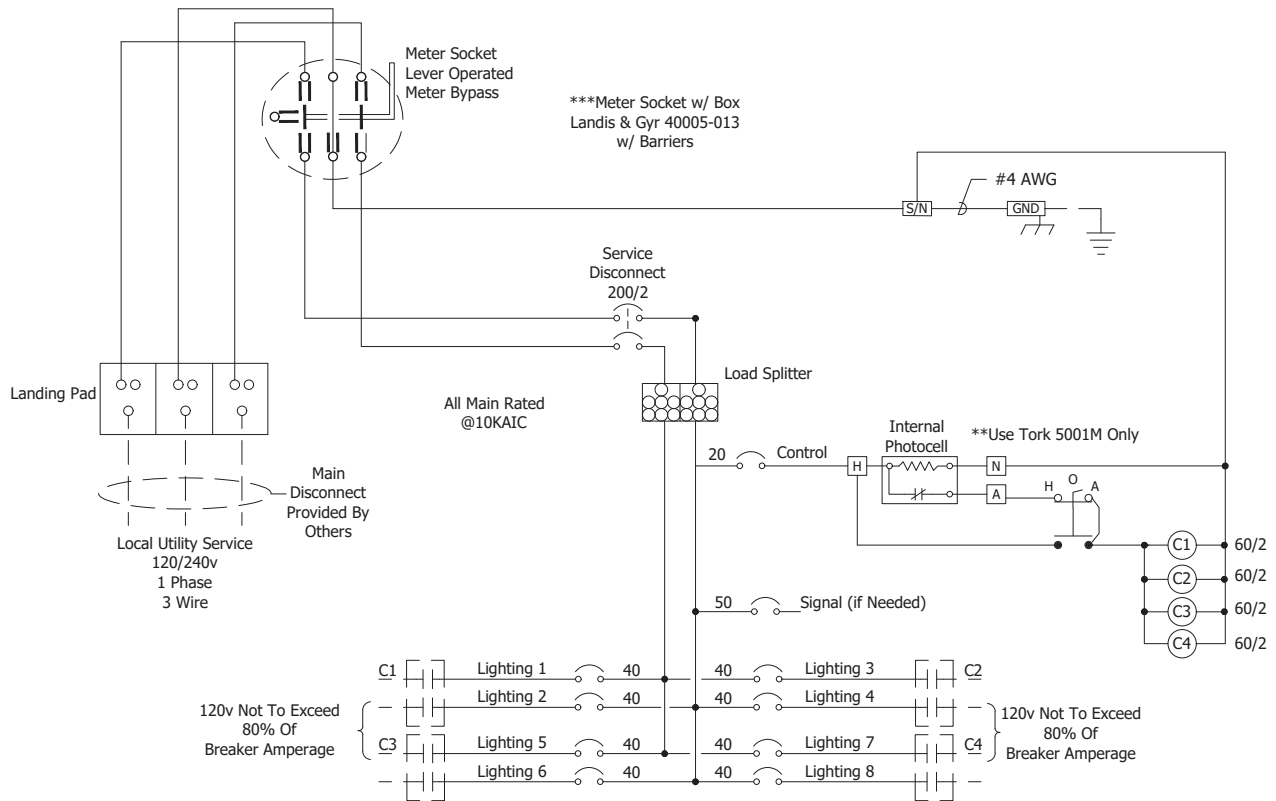 Meter Socket
Lever Operated
Meter Bypass
***Meter Socket w/ Box
Landis & Gyr 40005-013
w/ Barriers
#4 AWG
S/N
GND
Service
Disconnect
200/2
Landing Pad
Load Splitter
All Main Rated
@10KAIC
Internal
Photocell
**Use Tork 5001M Only
20
Control
H
N
A
H
O
A
Main
Disconnect
Provided By
Others
Local Utility Service
120/240v
1 Phase
3 Wire
C1
60/2
C2
60/2
C3
60/2
C4
60/2
50
Signal (if Needed)
C1
Lighting 1
40
40
Lighting 3
C2
Lighting 2
40
40
Lighting 4
120v Not To Exceed
80% Of
Breaker Amperage
120v Not To Exceed
80% Of
Breaker Amperage
C3
Lighting 5
40
40
Lighting 7
C4
Lighting 6
40
40
Lighting 8